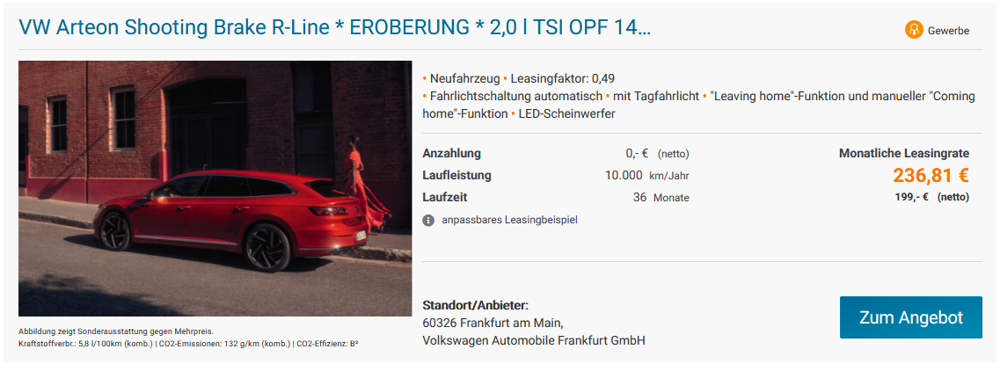 VW Arteon Shooting Brake R-Line * EROBERUNG * 2,0 l TSI OPF 14...
Gewerbe
• Neufahrzeug • Leasingfaktor: 0,49
• Fahrlichtschaltung automatisch • mit Tagfahrlicht • "Leaving home"-Funktion und manueller "Coming
home"-Funktion • LED-Scheinwerfer
Anzahlung 0,- € (netto)
Laufleistung 10.000 km/Jahr
Laufzeit 36 Monate
anpassbares Leasingbeispiel
Monatliche Leasingrate
236,81 €
199,- € (netto)
Standort/Anbieter:
60326 Frankfurt am Main,
Volkswagen Automobile Frankfurt GmbH
Zum Angebot
Abbildung zeigt Sonderausstattung gegen Mehrpreis.
Kraftstoffverbr.: 5,8 l/100km (komb.) | CO2-Emissionen: 132 g/km (komb.) | CO2-Effizienz: B²